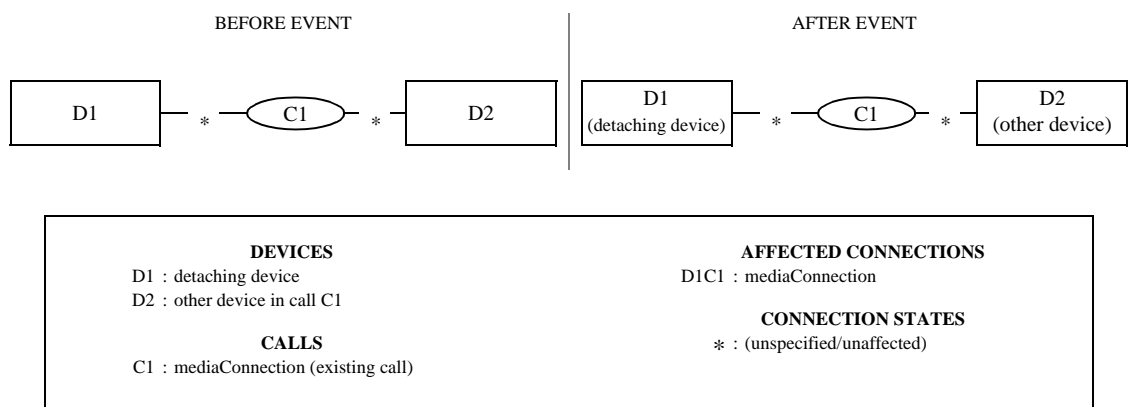 BEFORE EVENT
AFTER EVENT
D1
*
C1
*
D2
D1
(detaching device)
*
C1
*
D2
(other device)
DEVICES
D1 : detaching device
D2 : other device in call C1
CALLS
C1 : mediaConnection (existing call)
AFFECTED CONNECTIONS
D1C1 : mediaConnection
CONNECTION STATES
* : (unspecified/unaffected)